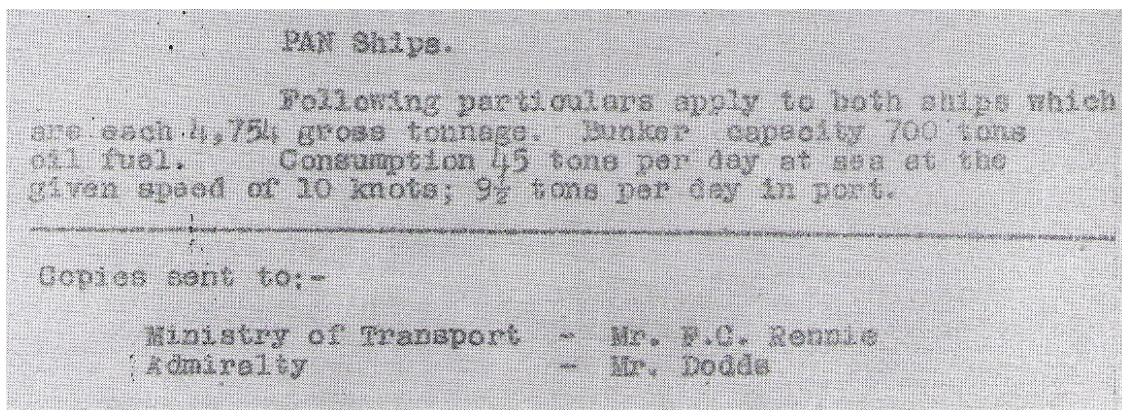 PAN Ships.
Following particulars apply to both ships which
are each 4,754 gross tonnage. Bunker capacity 700 tons
oil fuel. Consumption 45 tons per day at sea at the
given speed of 10 knots; 9½ tons per day in port.
Copies sent to:-
Ministry of Transport - Mr. F.C. Rennie
Admiralty - Mr. Dodds